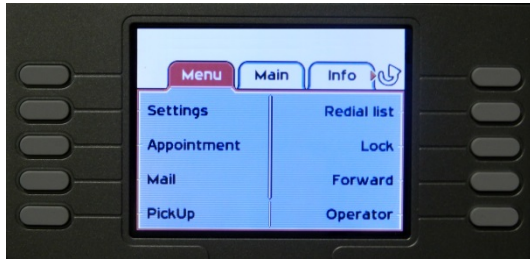 Menu Main Info
Settings Redial list
Appointment Lock
Mail Forward
PickUp Operator